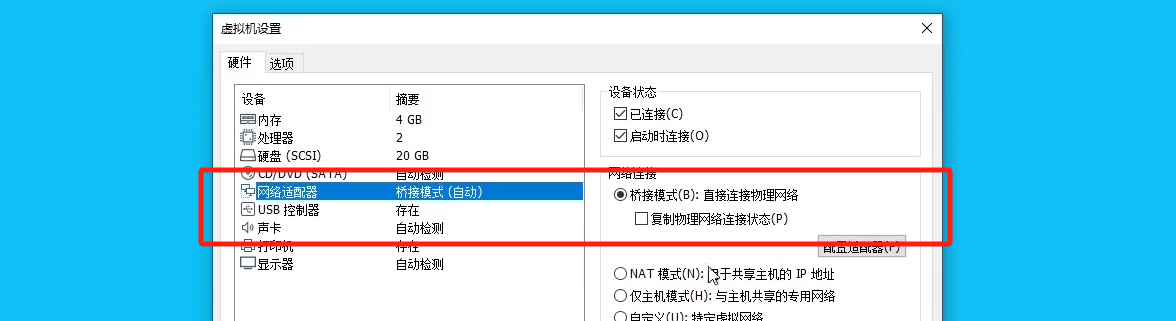 虚拟机设置
硬件 选项
设备 摘要
内存 4 GB
处理器 2
硬盘 (SCSI) 20 GB
CD/DVD (SATA) 自动检测
网络适配器 桥接模式 (自动)
USB 控制器 存在
声卡 自动检测
打印机 存在
显示器 自动检测
设备状态
已连接(C)
启动时连接(O)
网络连接
桥接模式(B): 直接连接物理网络
复制物理网络连接状态(P)
配置适配器(P)
NAT 模式(N): 于共享主机的 IP 地址
仅主机模式(H): 与主机共享的专用网络
自定义(U): 特定虚拟网络